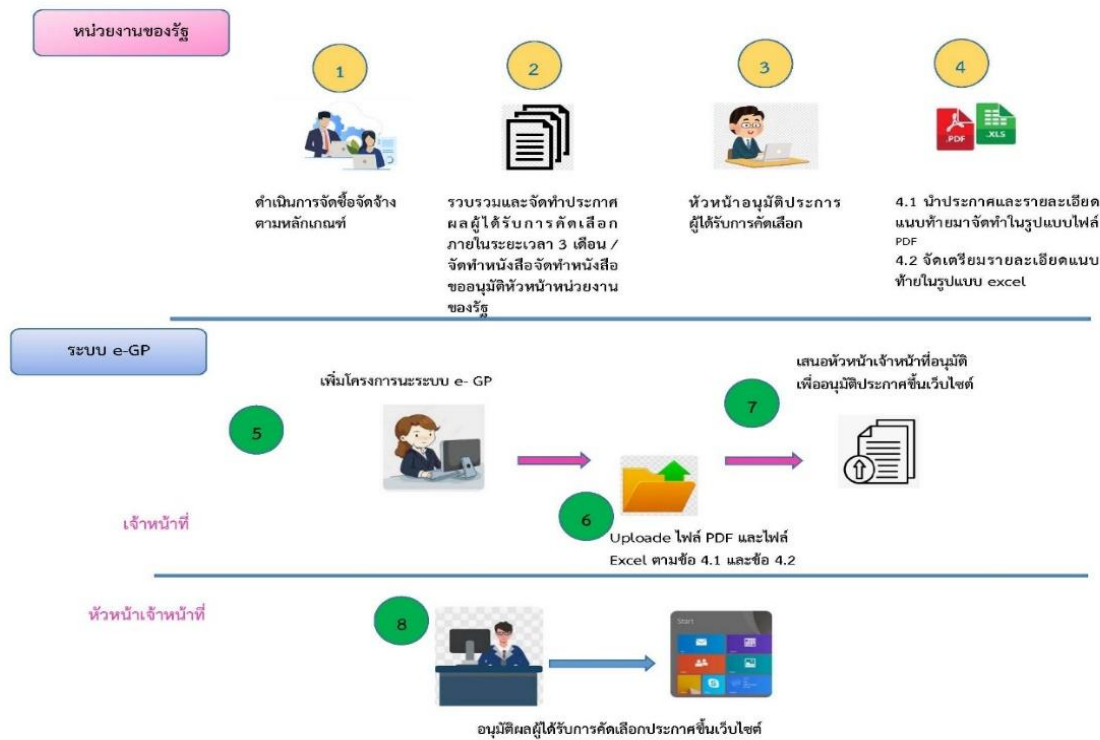 หน่วยงานของรัฐ
1
2
3
4
.PDF
.XLS
ดำเนินการจัดซื้อจัดจ้าง
ตามหลักเกณฑ์
รวบรวมและจัดทำประกาศ
ผลผู้ได้รับการคัดเลือก
ภายในระยะเวลา 3 เดือน /
จัดทำหนังสือจัดทำหนังสือ
ขออนุมัติหัวหน้าหน่วยงาน
ของรัฐ
หัวหน้าอนุมัติประการ
ผู้ได้รับการคัดเลือก
4.1 นำประกาศและรายละเอียด
แนบท้ายมาจัดทำในรูปแบบไฟล์
PDF
4.2 จัดเตรียมรายละเอียดแนบ
ท้ายในรูปแบบ excel
ระบบ e-GP
5
เพิ่มโครงการนะระบบ e- GP
6
Uploade ไฟล์ PDF และไฟล์
Excel ตามข้อ 4.1 และข้อ 4.2
7
เสนอหัวหน้าเจ้าหน้าที่อนุมัติ
เพื่ออนุมัติประกาศขึ้นเว็บไซต์
เจ้าหน้าที่
หัวหน้าเจ้าหน้าที่
8
Start
อนุมัติผลผู้ได้รับการคัดเลือกประกาศขึ้นเว็บไซต์